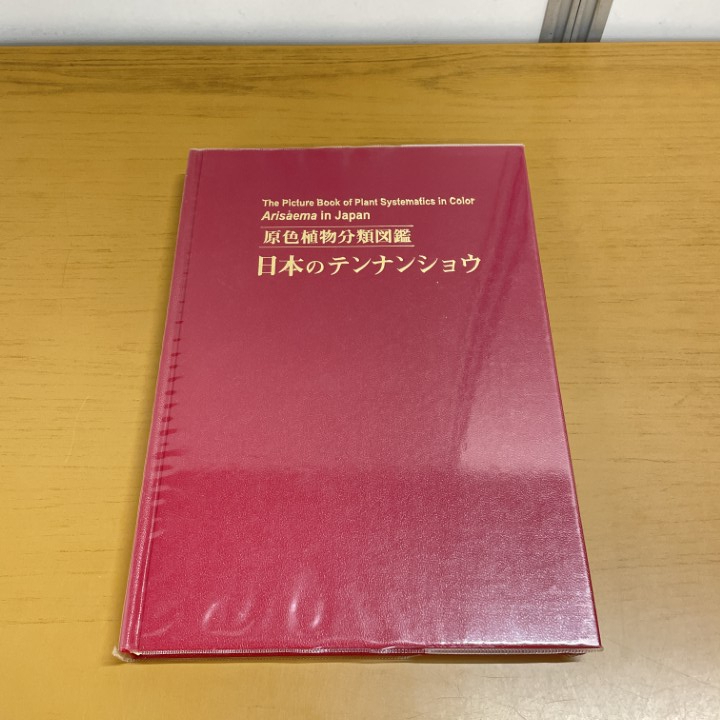 The Picture Book of Plant Systematics in Color
Arisaema in Japan
原色植物分類図鑑
日本のテンナンショウ